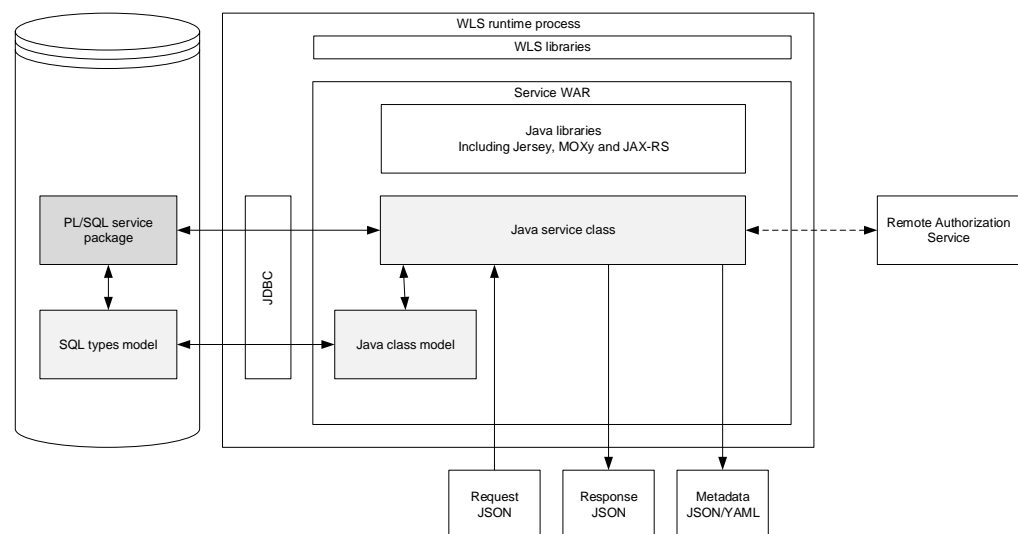 WLS runtime process
WLS libraries
Service WAR
Java libraries
Including Jersey, MOXy and JAX-RS
PL/SQL service
package
JDBC
Java service class
Remote Authorization
Service
SQL types model
Java class model
Request
JSON
Response
JSON
Metadata
JSON/YAML